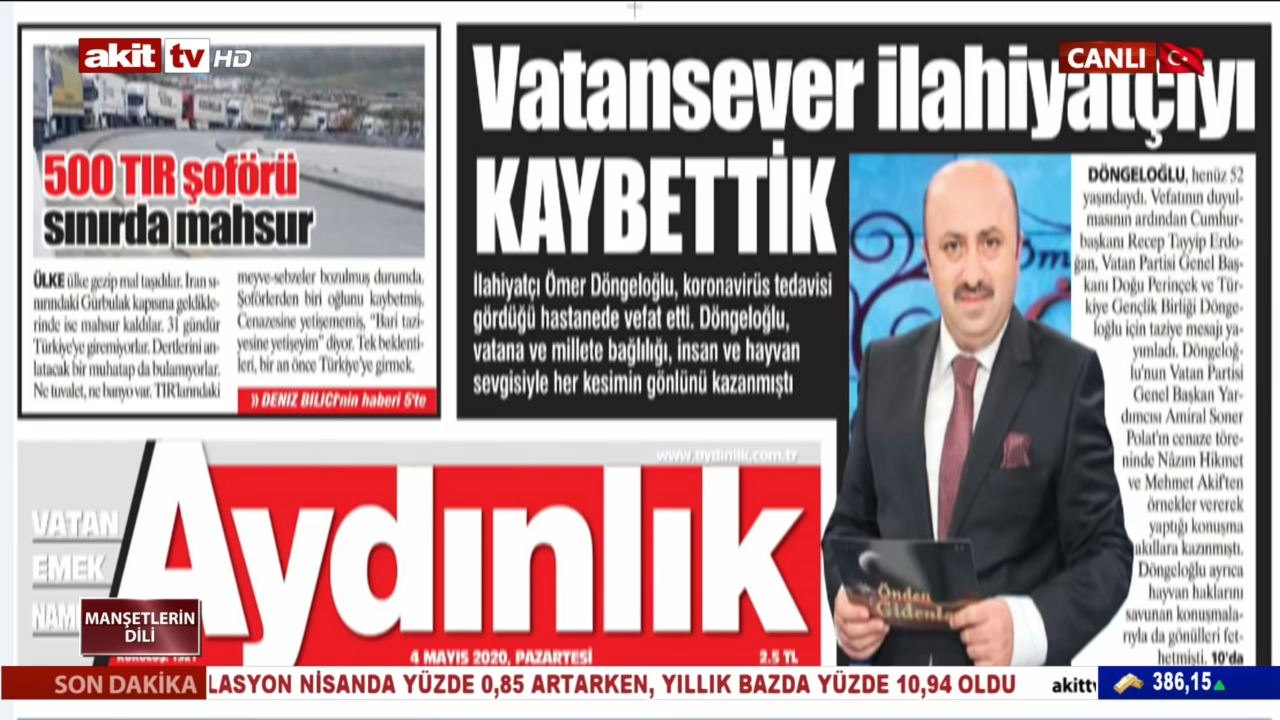 akit tv HD
CANLI
500 TIR şoförü
sınırda mahsur
ÜLKE ülke gezip mal taşıdılar. İran sı-
nırındaki Gürbulak kapısına geldikle-
rinde ise mahsur kaldılar. 31 gündür
Türkiye'ye giremiyorlar. Dertlerini an-
latacak bir muhatap da bulamıyorlar.
Ne tuvalet, ne banyo var. TIR'larındaki
meyve-sebzeler bozulmuş durumda.
Şoförlerden biri oğlunu kaybetmiş.
Cenazesine yetişememiş, "Bari tazi-
yesine yetişeyim" diyor. Tek beklenti-
leri, bir an önce Türkiye'ye girmek.
» DENİZ BİLİCİ'nin haberi 5'te
Vatansever ilahiyatçıyı
KAYBETTİK
İlahiyatçı Ömer Döngeloğlu, koronavirüs tedavisi
gördüğü hastanede vefat etti. Döngeloğlu,
vatana ve millete bağlılığı, insan ve hayvan
sevgisiyle her kesimin gönlünü kazanmıştı
DÖNGELOĞLU, henüz 52
yaşındaydı. Vefatının duyul-
masının ardından Cumhur-
başkanı Recep Tayyip Erdo-
ğan, Vatan Partisi Genel Baş-
kanı Doğu Perinçek ve Tür-
kiye Gençlik Birliği Dönge-
loğlu için taziye mesajı ya-
yımladı. Döngeloğ-
lu'nun Vatan Partisi
Genel Başkan Yar-
dımcısı Amiral Soner
Polat'ın cenaze töre-
ninde Nâzım Hikmet
ve Mehmet Akif'ten
örnekler vererek
yaptığı konuşma
akıllara kazınmıştı.
Döngeloğlu ayrıca
hayvan haklarını
savunan konuşmala-
rıyla da gönülleri fet-
hetmişti. 10'da
Önden
Gidenler
www.aydinlik.com.tr
VATAN
EMEK
NAM
Aydınlık
4 MAYIS 2020, PAZARTESİ
2.5 TL
MANŞETLERİN
DİLİ
SON DAKİKA
LASYON NİSANDA YÜZDE 0,85 ARTARKEN, YILLIK BAZDA YÜZDE 10,94 OLDU
akittv
386,15